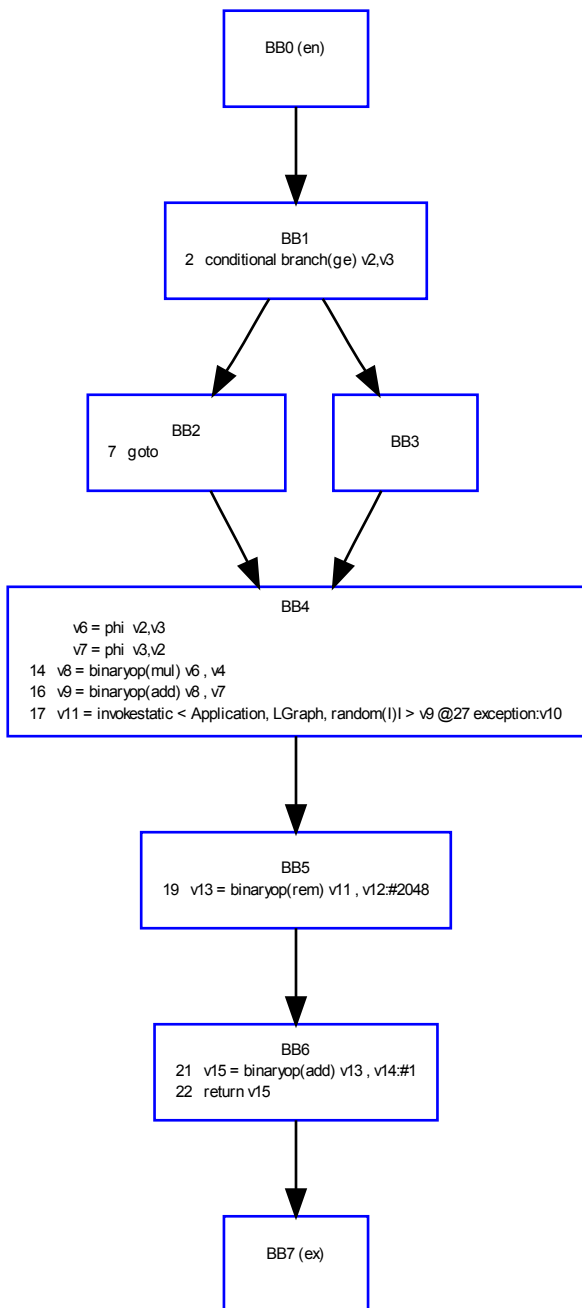 BB0 (en)
BB1
2 conditional branch(ge) v2,v3
BB2
7 goto
BB3
BB4
v6 = phi v2,v3
v7 = phi v3,v2
14 v8 = binaryop(mul) v6 , v4
16 v9 = binaryop(add) v8 , v7
17 v11 = invokestatic < Application, LGraph, random(I)I > v9 @27 exception:v10
BB5
19 v13 = binaryop(rem) v11 , v12:#2048
BB6
21 v15 = binaryop(add) v13 , v14:#1
22 return v15
BB7 (ex)